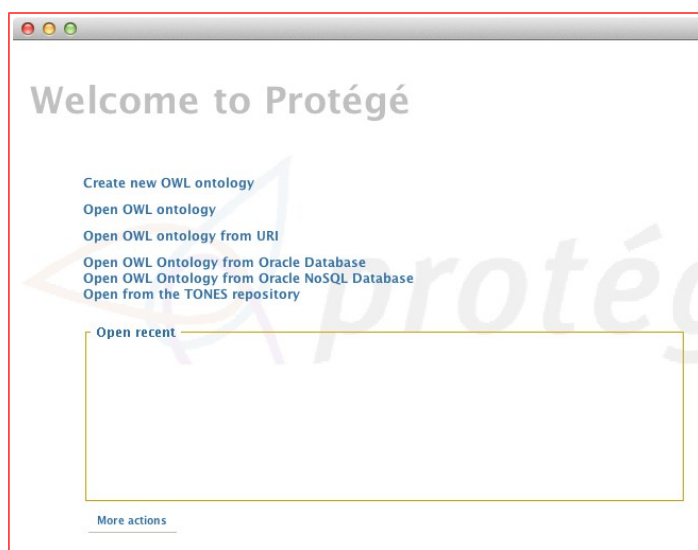 Welcome to Protégé
Create new OWL ontology
Open OWL ontology
Open OWL ontology from URI
Open OWL Ontology from Oracle Database
Open OWL Ontology from Oracle NoSQL Database
Open from the TONES repository
protég
Open recent
More actions